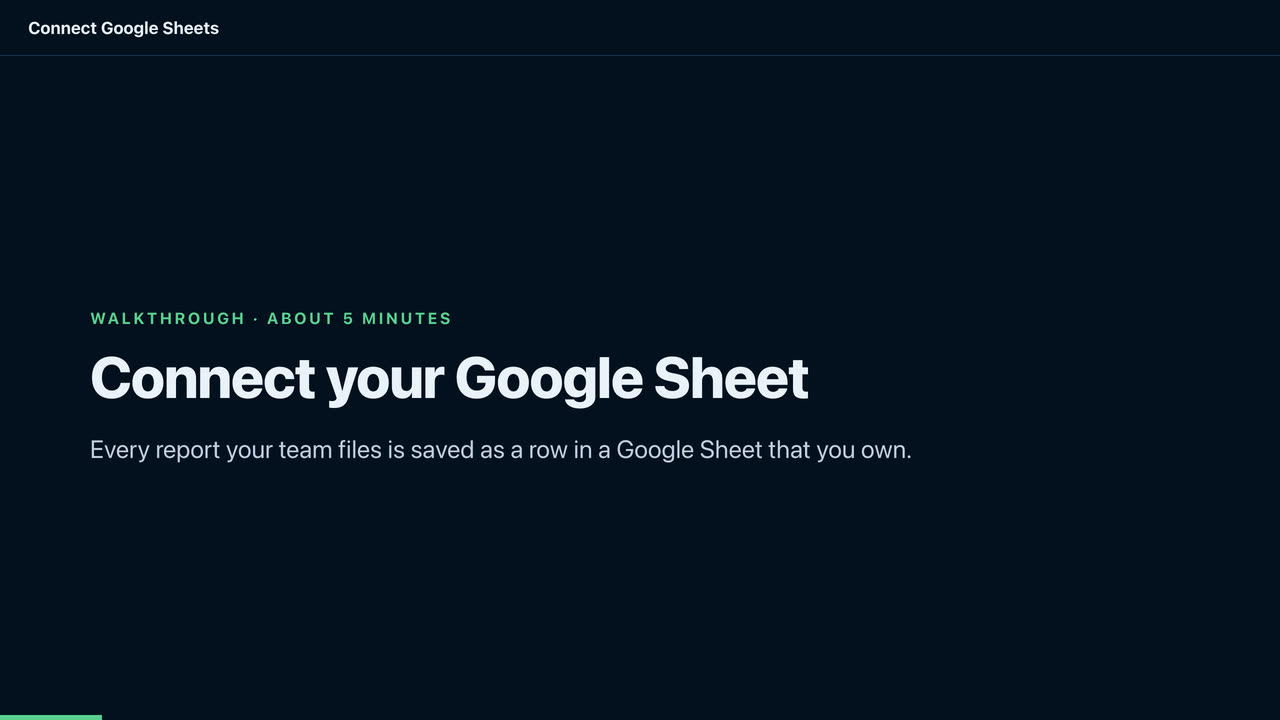 Connect Google Sheets
WALKTHROUGH · ABOUT 5 MINUTES
Connect your Google Sheet
Every report your team files is saved as a row in a Google Sheet that you own.